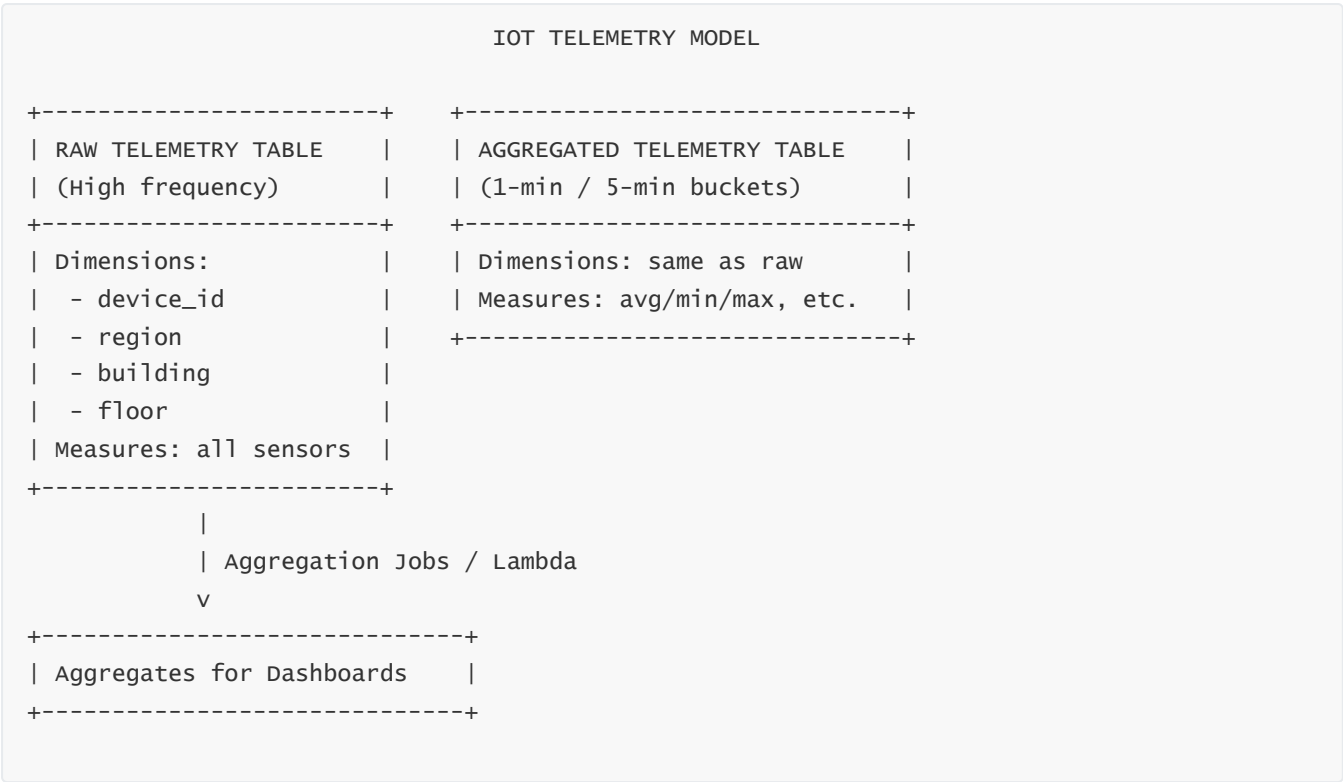 IOT TELEMETRY MODEL
+------------------------+    +-------------------------------+
| RAW TELEMETRY TABLE    |    | AGGREGATED TELEMETRY TABLE    |
| (High frequency)       |    | (1-min / 5-min buckets)       |
+------------------------+    +-------------------------------+
| Dimensions:            |    | Dimensions: same as raw       |
|  - device_id           |    | Measures: avg/min/max, etc.   |
|  - region              |    +-------------------------------+
|  - building            |
|  - floor               |
| Measures: all sensors  |
+------------------------+
            |
            | Aggregation Jobs / Lambda
            v
+------------------------------+
| Aggregates for Dashboards    |
+------------------------------+